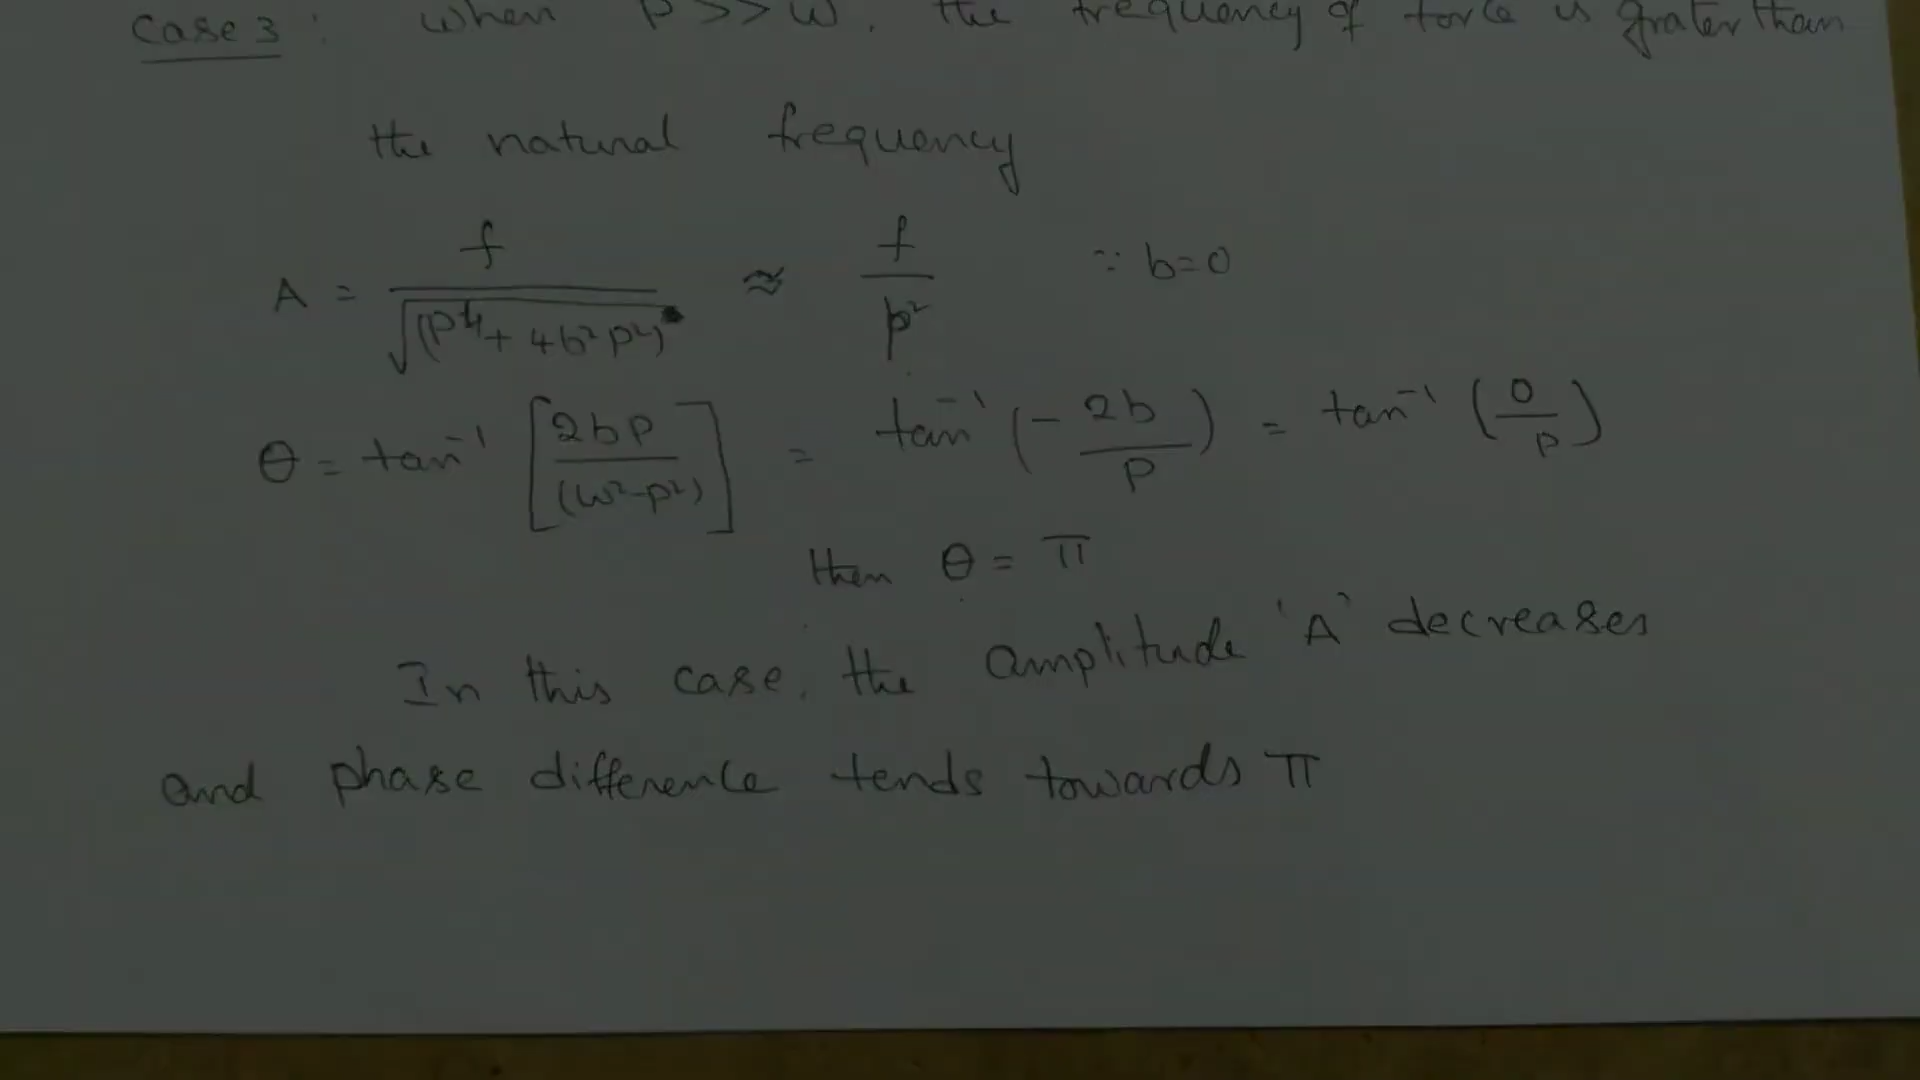 Case 3: when P >> ω, the frequency of force is grater than
the natural frequency
A = f / √(P⁴ + 4b²p²) ≈ f / p² ∵ b=0
θ = tan⁻¹ [2bp / (ω²-p²)] = tan⁻¹ (- 2b / P) = tan⁻¹ (0 / P)
then θ = π
In this case, the amplitude 'A' decreases
and phase difference tends towards π